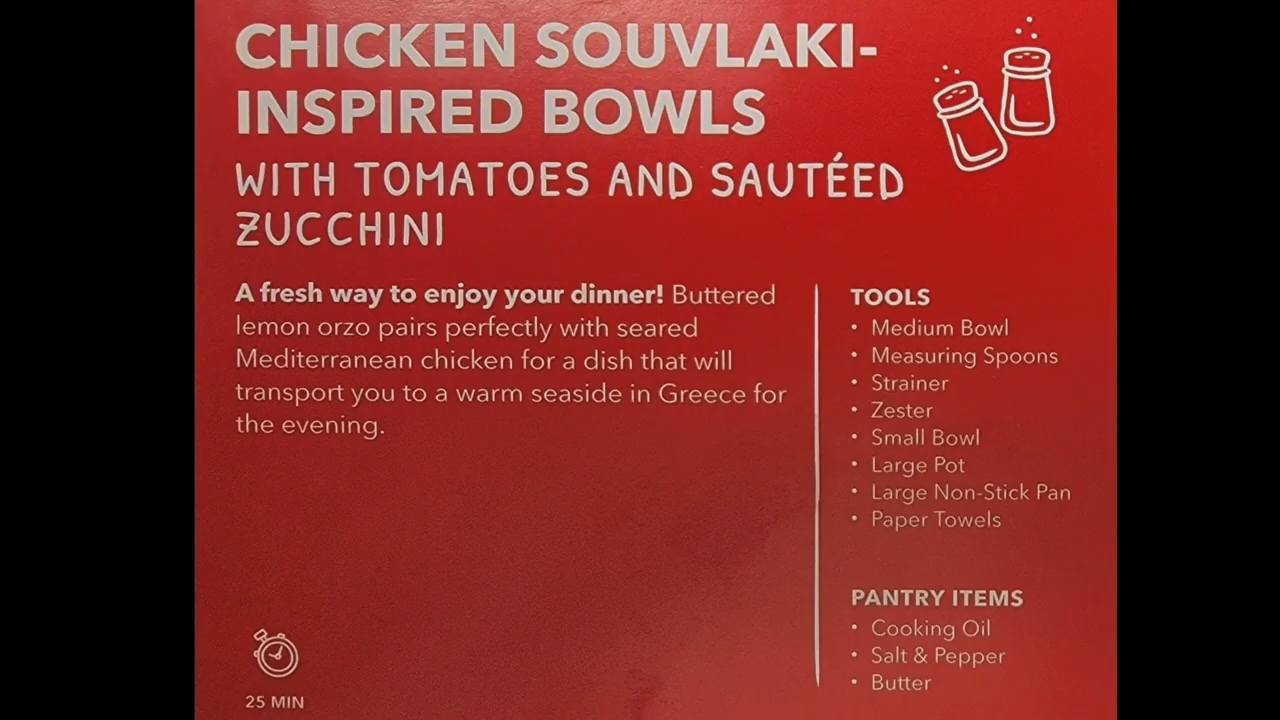 CHICKEN SOUVLAKI-
INSPIRED BOWLS
WITH TOMATOES AND SAUTÉED
ZUCCHINI
A fresh way to enjoy your dinner! Buttered
lemon orzo pairs perfectly with seared
Mediterranean chicken for a dish that will
transport you to a warm seaside in Greece for
the evening.
25 MIN
TOOLS
• Medium Bowl
• Measuring Spoons
• Strainer
• Zester
• Small Bowl
• Large Pot
• Large Non-Stick Pan
• Paper Towels
PANTRY ITEMS
• Cooking Oil
• Salt & Pepper
• Butter